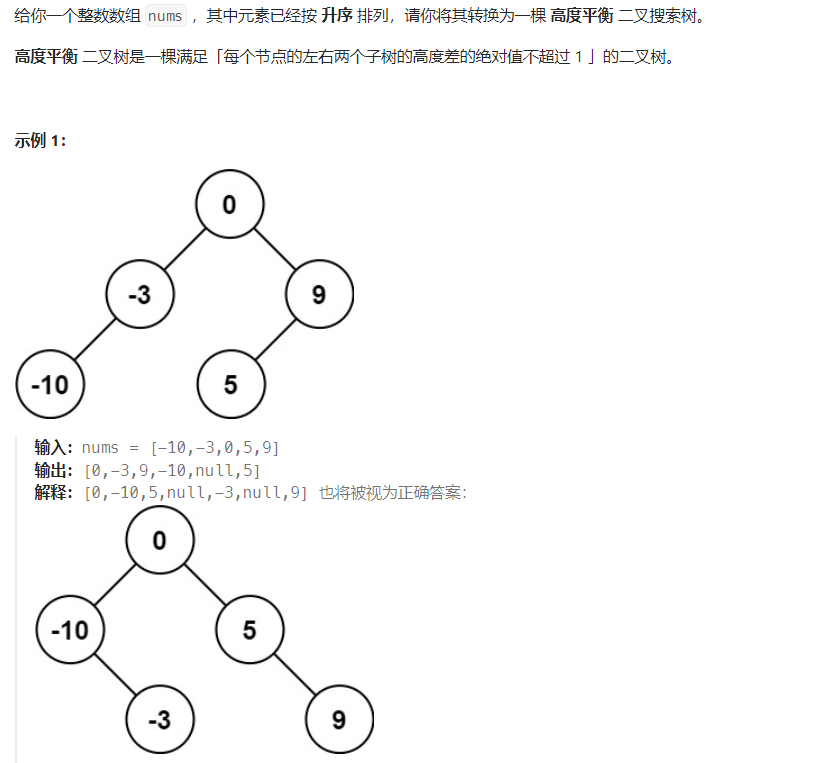 给你一个整数数组 nums ，其中元素已经按 升序 排列，请你将其转换为一棵 高度平衡 二叉搜索树。
高度平衡 二叉树是一棵满足「每个节点的左右两个子树的高度差的绝对值不超过 1 」的二叉树。
示例 1：
0
-3 9
-10 5
输入：nums = [-10,-3,0,5,9]
输出：[0,-3,9,-10,null,5]
解释：[0,-10,5,null,-3,null,9] 也将被视为正确答案：
0
-10 5
-3 9